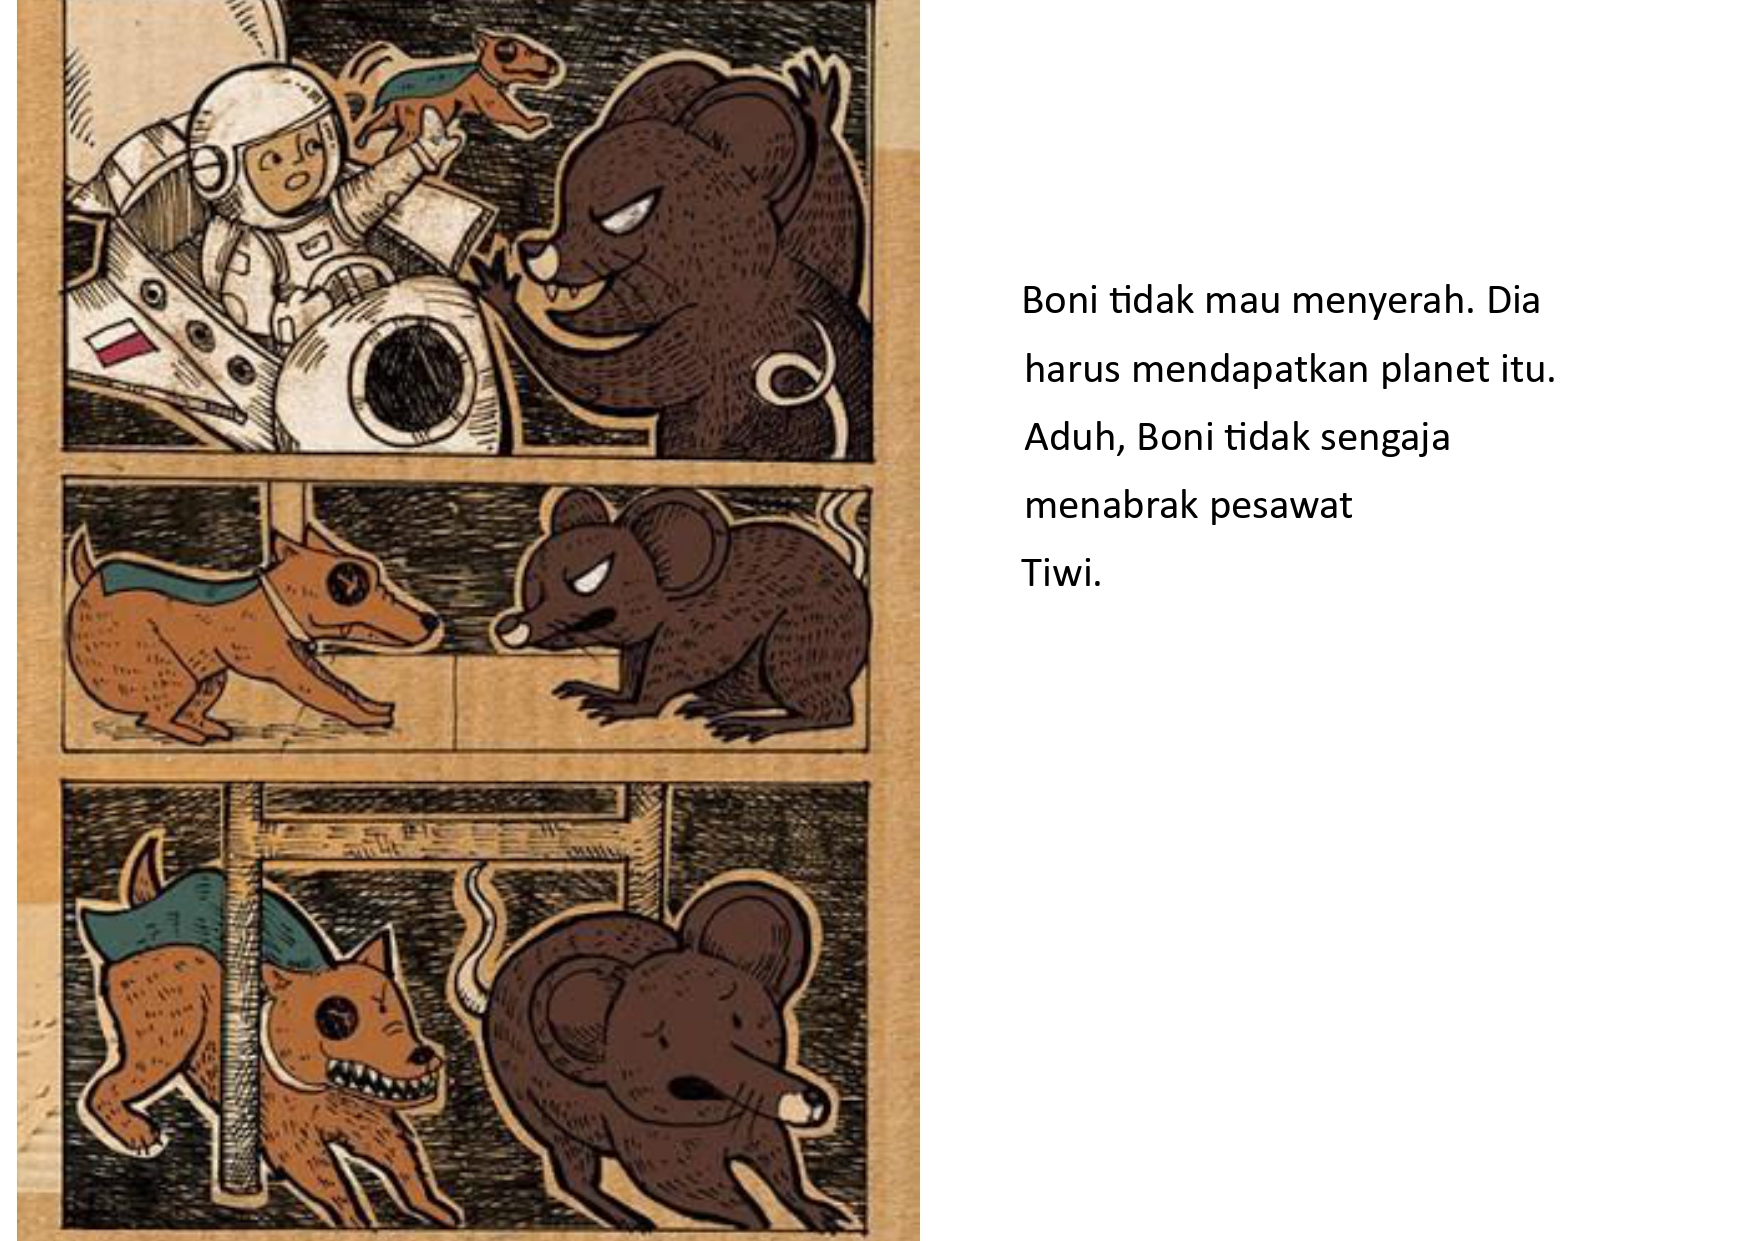 Boni tidak mau menyerah. Dia
harus mendapatkan planet itu.
Aduh, Boni tidak sengaja
menabrak pesawat
Tiwi.